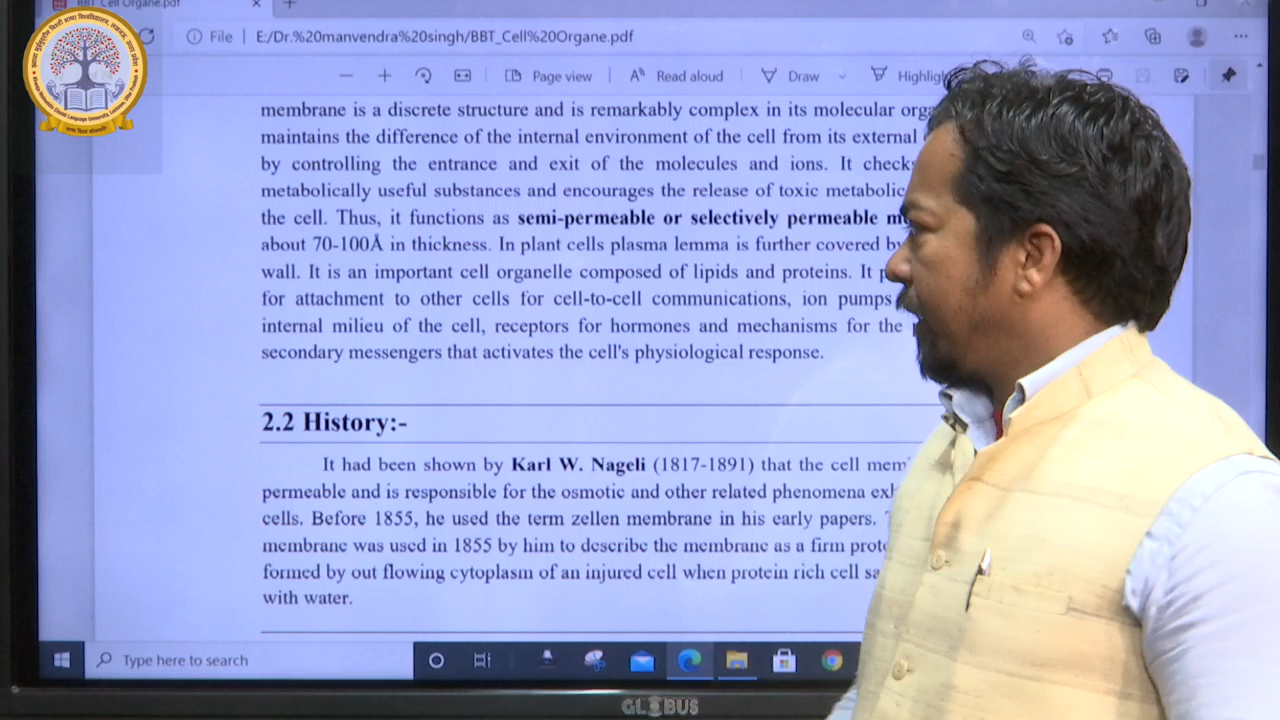 BBT Cell Organe.pdf
File | E:/Dr.%20manvendra%20singh/BBT_Cell%20Organe.pdf
Page view | Read aloud | Draw Highligh
membrane is a discrete structure and is remarkably complex in its molecular orga
maintains the difference of the internal environment of the cell from its external
by controlling the entrance and exit of the molecules and ions. It checks
metabolically useful substances and encourages the release of toxic metabolic
the cell. Thus, it functions as semi-permeable or selectively permeable m
about 70-100Å in thickness. In plant cells plasma lemma is further covered by
wall. It is an important cell organelle composed of lipids and proteins. It p
for attachment to other cells for cell-to-cell communications, ion pumps
internal milieu of the cell, receptors for hormones and mechanisms for the
secondary messengers that activates the cell's physiological response.
2.2 History:-
It had been shown by Karl W. Nageli (1817-1891) that the cell mem
permeable and is responsible for the osmotic and other related phenomena ex
cells. Before 1855, he used the term zellen membrane in his early papers.
membrane was used in 1855 by him to describe the membrane as a firm prote
formed by out flowing cytoplasm of an injured cell when protein rich cell sa
with water.
Type here to search
GLOBUS